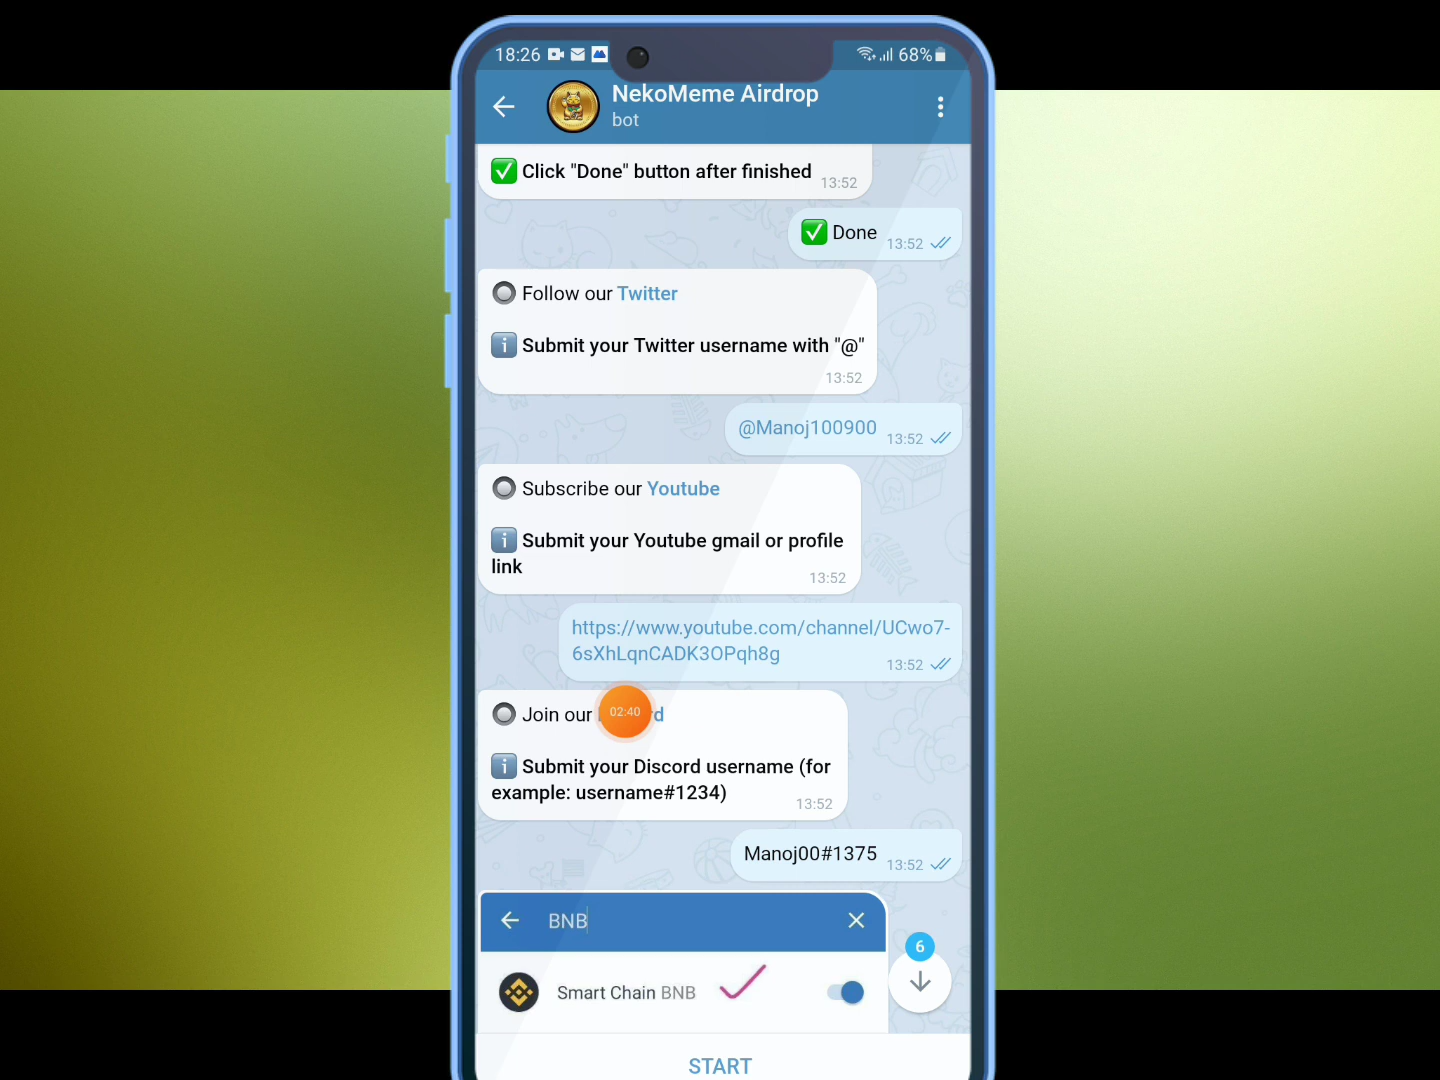 18:26
68%
NekoMeme Airdrop
bot
Click "Done" button after finished
13:52
Done
13:52
Follow our Twitter
Submit your Twitter username with "@"
13:52
@Manoj100900
13:52
Subscribe our Youtube
Submit your Youtube gmail or profile
link
13:52
https://www.youtube.com/channel/UCwo7-
6sXhLqnCADK3OPqh8g
13:52
Join our
02:40
Submit your Discord username (for
example: username#1234)
13:52
Manoj00#1375
13:52
BNB
6
Smart Chain BNB
START